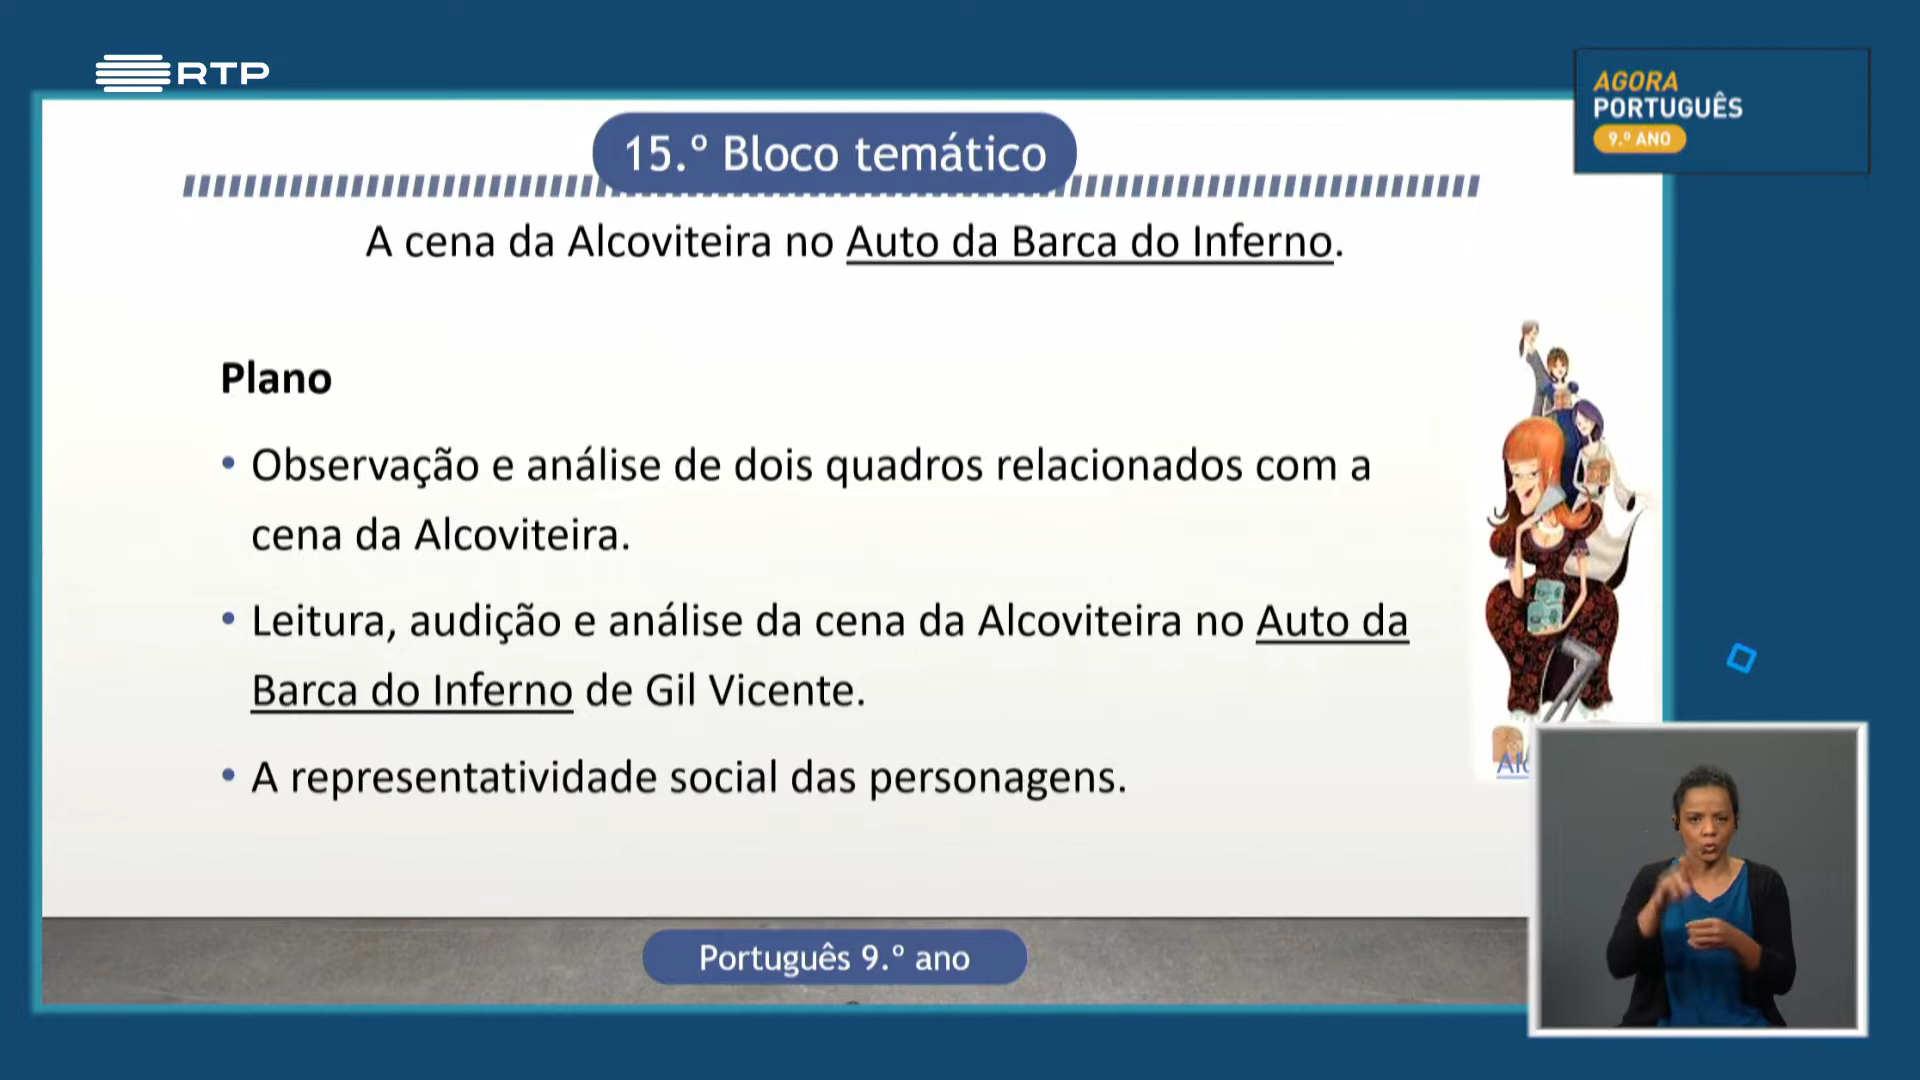 RTP
AGORA
PORTUGUÊS
9.º ANO
15.º Bloco temático
A cena da Alcoviteira no Auto da Barca do Inferno.
Plano
• Observação e análise de dois quadros relacionados com a
cena da Alcoviteira.
• Leitura, audição e análise da cena da Alcoviteira no Auto da
Barca do Inferno de Gil Vicente.
• A representatividade social das personagens.
Português 9.º ano